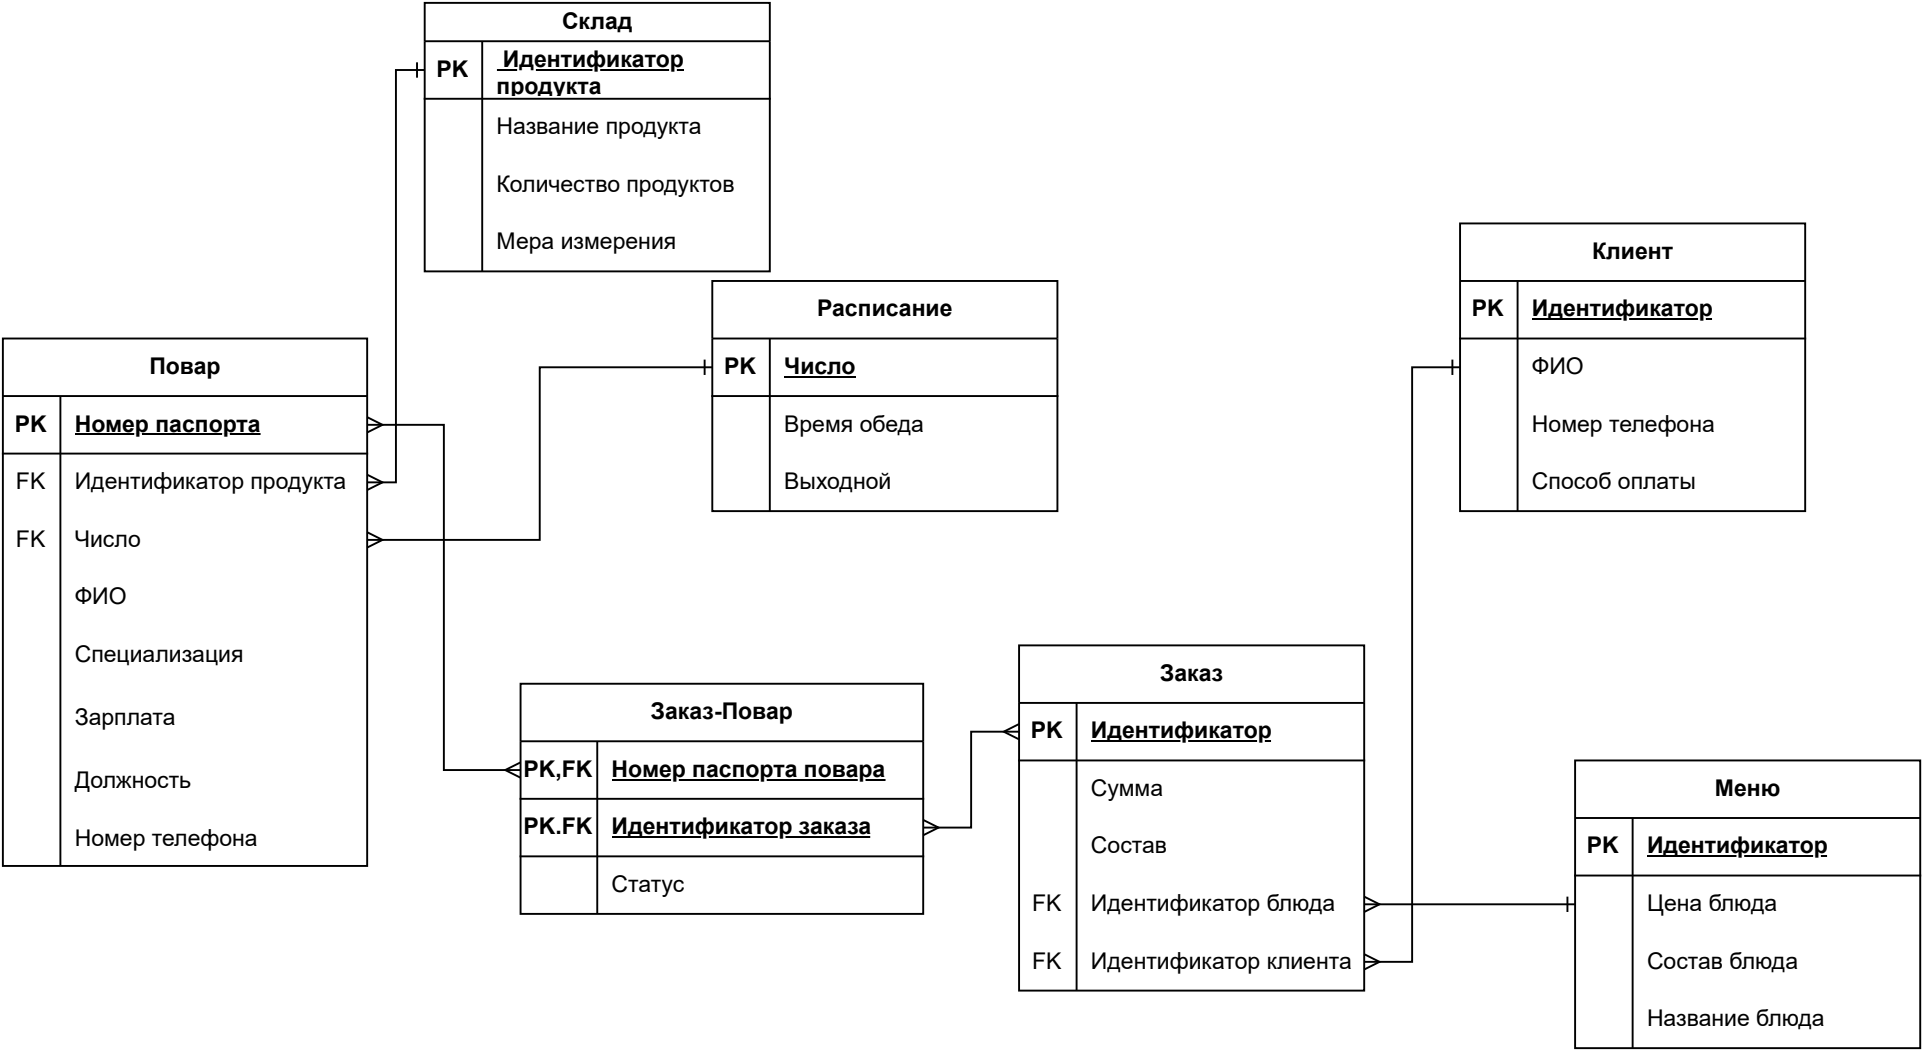 Склад
PK Идентификатор
продукта
Название продукта
Количество продуктов
Мера измерения
Расписание
PK Число
Время обеда
Выходной
Клиент
PK Идентификатор
ФИО
Номер телефона
Способ оплаты
Повар
PK Номер паспорта
FK Идентификатор продукта
FK Число
ФИО
Специализация
Зарплата
Должность
Номер телефона
Заказ-Повар
PK,FK Номер паспорта повара
PK.FK Идентификатор заказа
Статус
Заказ
PK Идентификатор
Сумма
Состав
FK Идентификатор блюда
FK Идентификатор клиента
Меню
PK Идентификатор
Цена блюда
Состав блюда
Название блюда